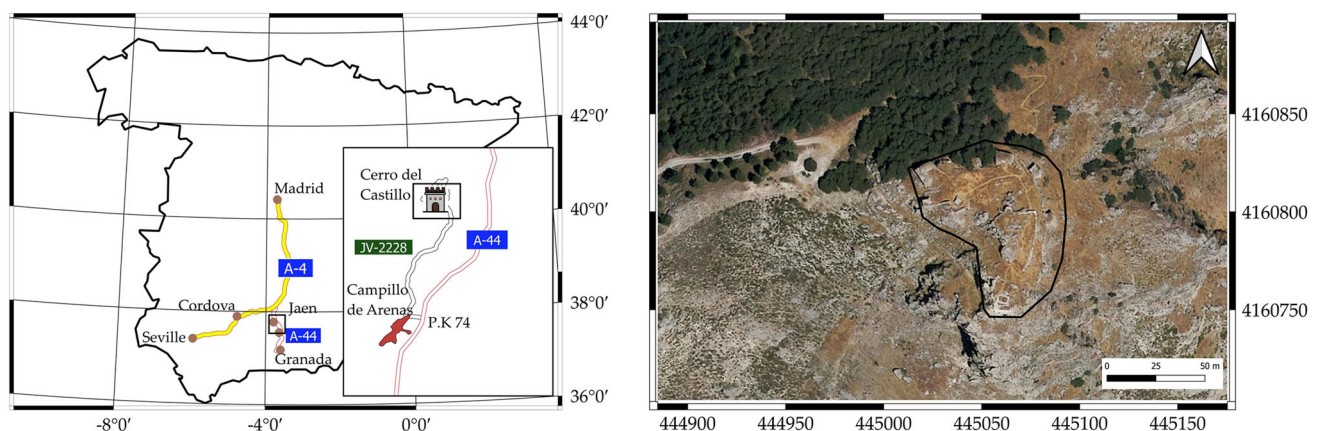 44°0′
42°0′
40°0′
38°0′
36°0′
-8°0′
-4°0′
0°0′
Madrid
A-4
Cordova
Jaen
Seville
A-44
Granada
Cerro del
Castillo
JV-2228
A-44
Campillo
de Arenas
P.K 74
4160850
4160800
4160750
0 25 50 m
444900
444950
445000
445050
445100
445150